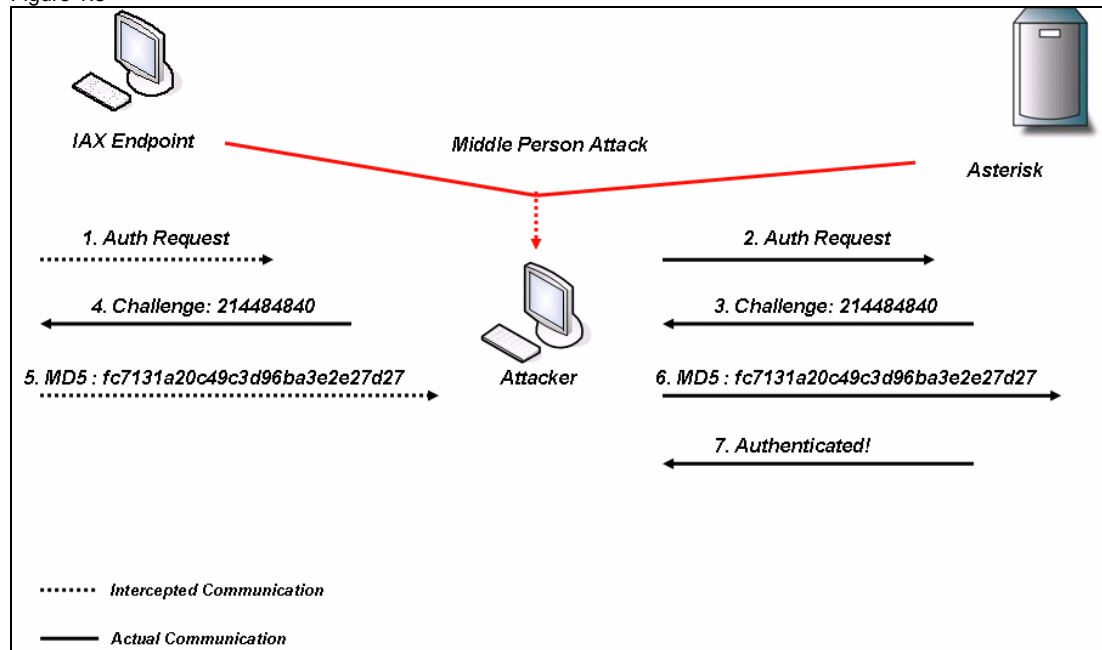 IAX Endpoint
Middle Person Attack
Asterisk
1. Auth Request
2. Auth Request
4. Challenge: 214484840
3. Challenge: 214484840
5. MD5 : fc7131a20c49c3d96ba3e2e27d27
Attacker
6. MD5 : fc7131a20c49c3d96ba3e2e27d27
7. Authenticated!
Intercepted Communication
Actual Communication